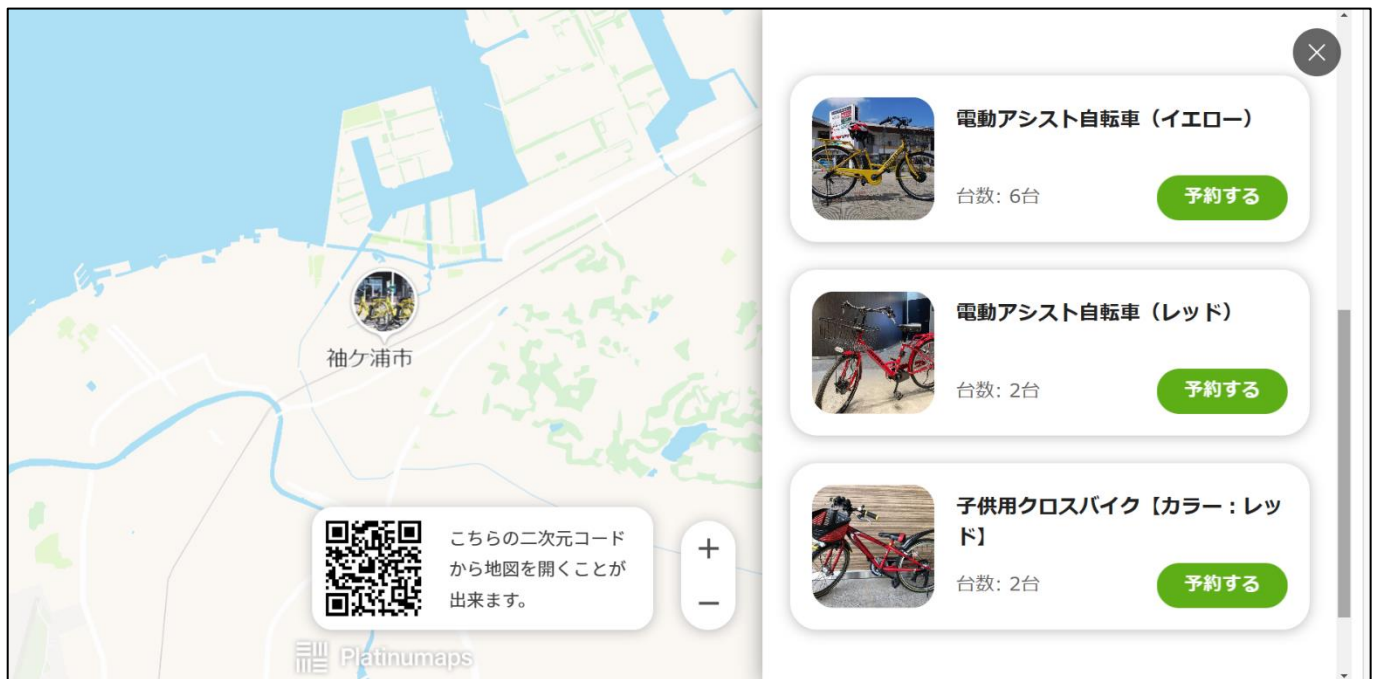 袖ケ浦市
こちらの二次元コード
から地図を開くことが
出来ます。
+
−
Platinumaps
電動アシスト自転車（イエロー）
台数: 6台
予約する
電動アシスト自転車（レッド）
台数: 2台
予約する
子供用クロスバイク【カラー：レッ
ド】
台数: 2台
予約する